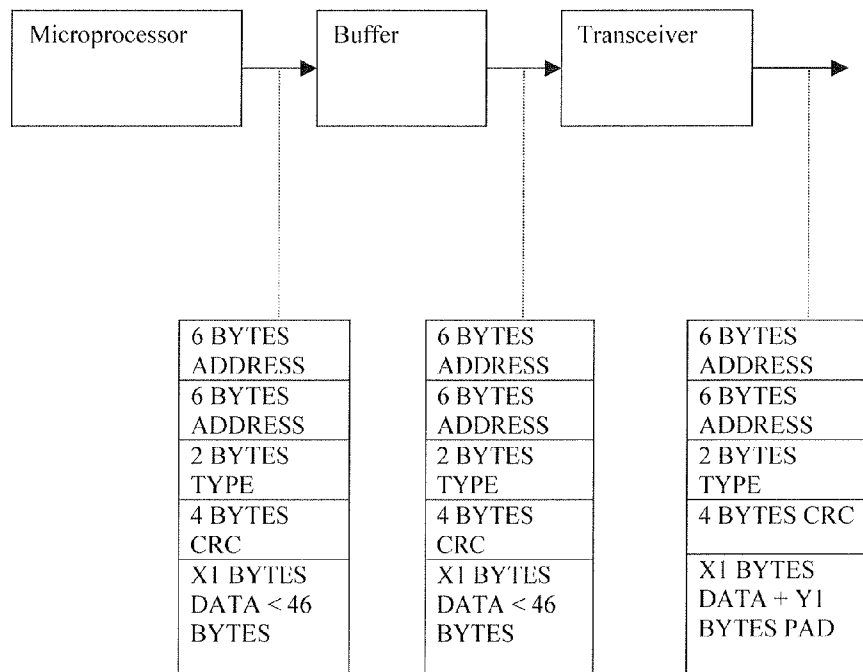 Microprocessor
Buffer
Transceiver
6 BYTES
ADDRESS
6 BYTES
ADDRESS
2 BYTES
TYPE
4 BYTES
CRC
X1 BYTES
DATA < 46
BYTES
6 BYTES
ADDRESS
6 BYTES
ADDRESS
2 BYTES
TYPE
4 BYTES
CRC
X1 BYTES
DATA < 46
BYTES
6 BYTES
ADDRESS
6 BYTES
ADDRESS
2 BYTES
TYPE
4 BYTES CRC
X1 BYTES
DATA + Y1
BYTES PAD